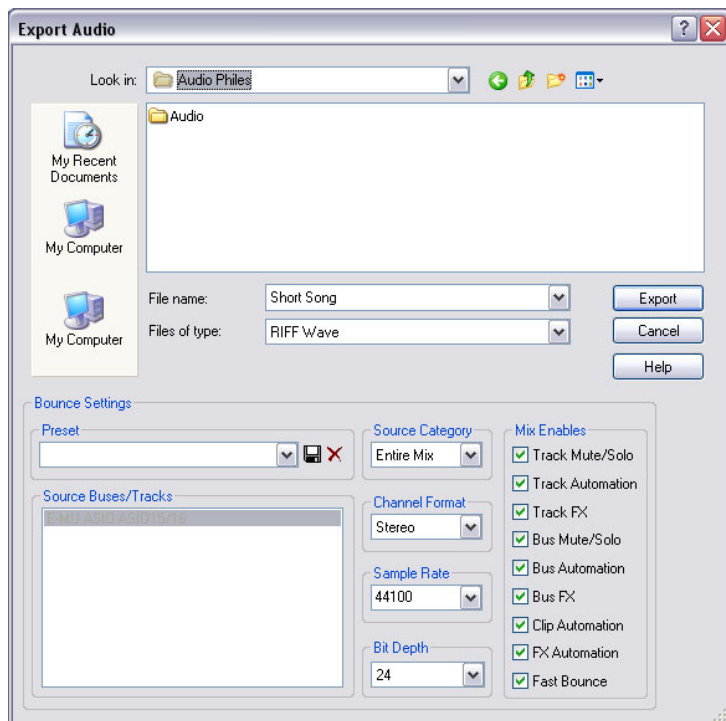 Export Audio
Look in: Audio Philes
Audio
My Recent
Documents
My Computer
My Computer
File name: Short Song
Files of type: RIFF Wave
Export
Cancel
Help
Bounce Settings
Preset
Source Buses/Tracks
E-MU ASIO ASIO15/16
Source Category
Entire Mix
Channel Format
Stereo
Sample Rate
44100
Bit Depth
24
Mix Enables
Track Mute/Solo
Track Automation
Track FX
Bus Mute/Solo
Bus Automation
Bus FX
Clip Automation
FX Automation
Fast Bounce